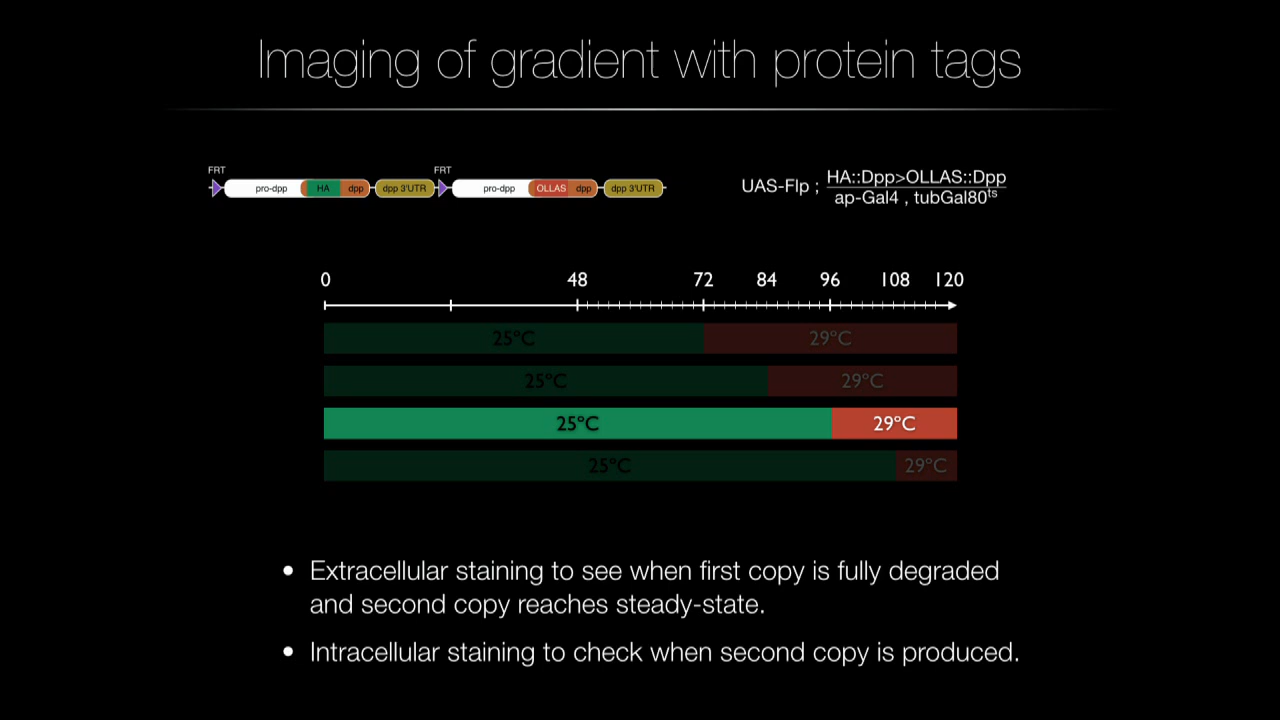 Imaging of gradient with protein tags
FRT FRT
pro-dpp HA dpp dpp 3'UTR pro-dpp OLLAS dpp dpp 3'UTR
UAS-Flp ; HA::Dpp>OLLAS::Dpp
ap-Gal4 , tubGal80ts
0 48 72 84 96 108 120
25°C 29°C
25°C 29°C
25°C 29°C
25°C 29°C
• Extracellular staining to see when first copy is fully degraded
and second copy reaches steady-state.
• Intracellular staining to check when second copy is produced.